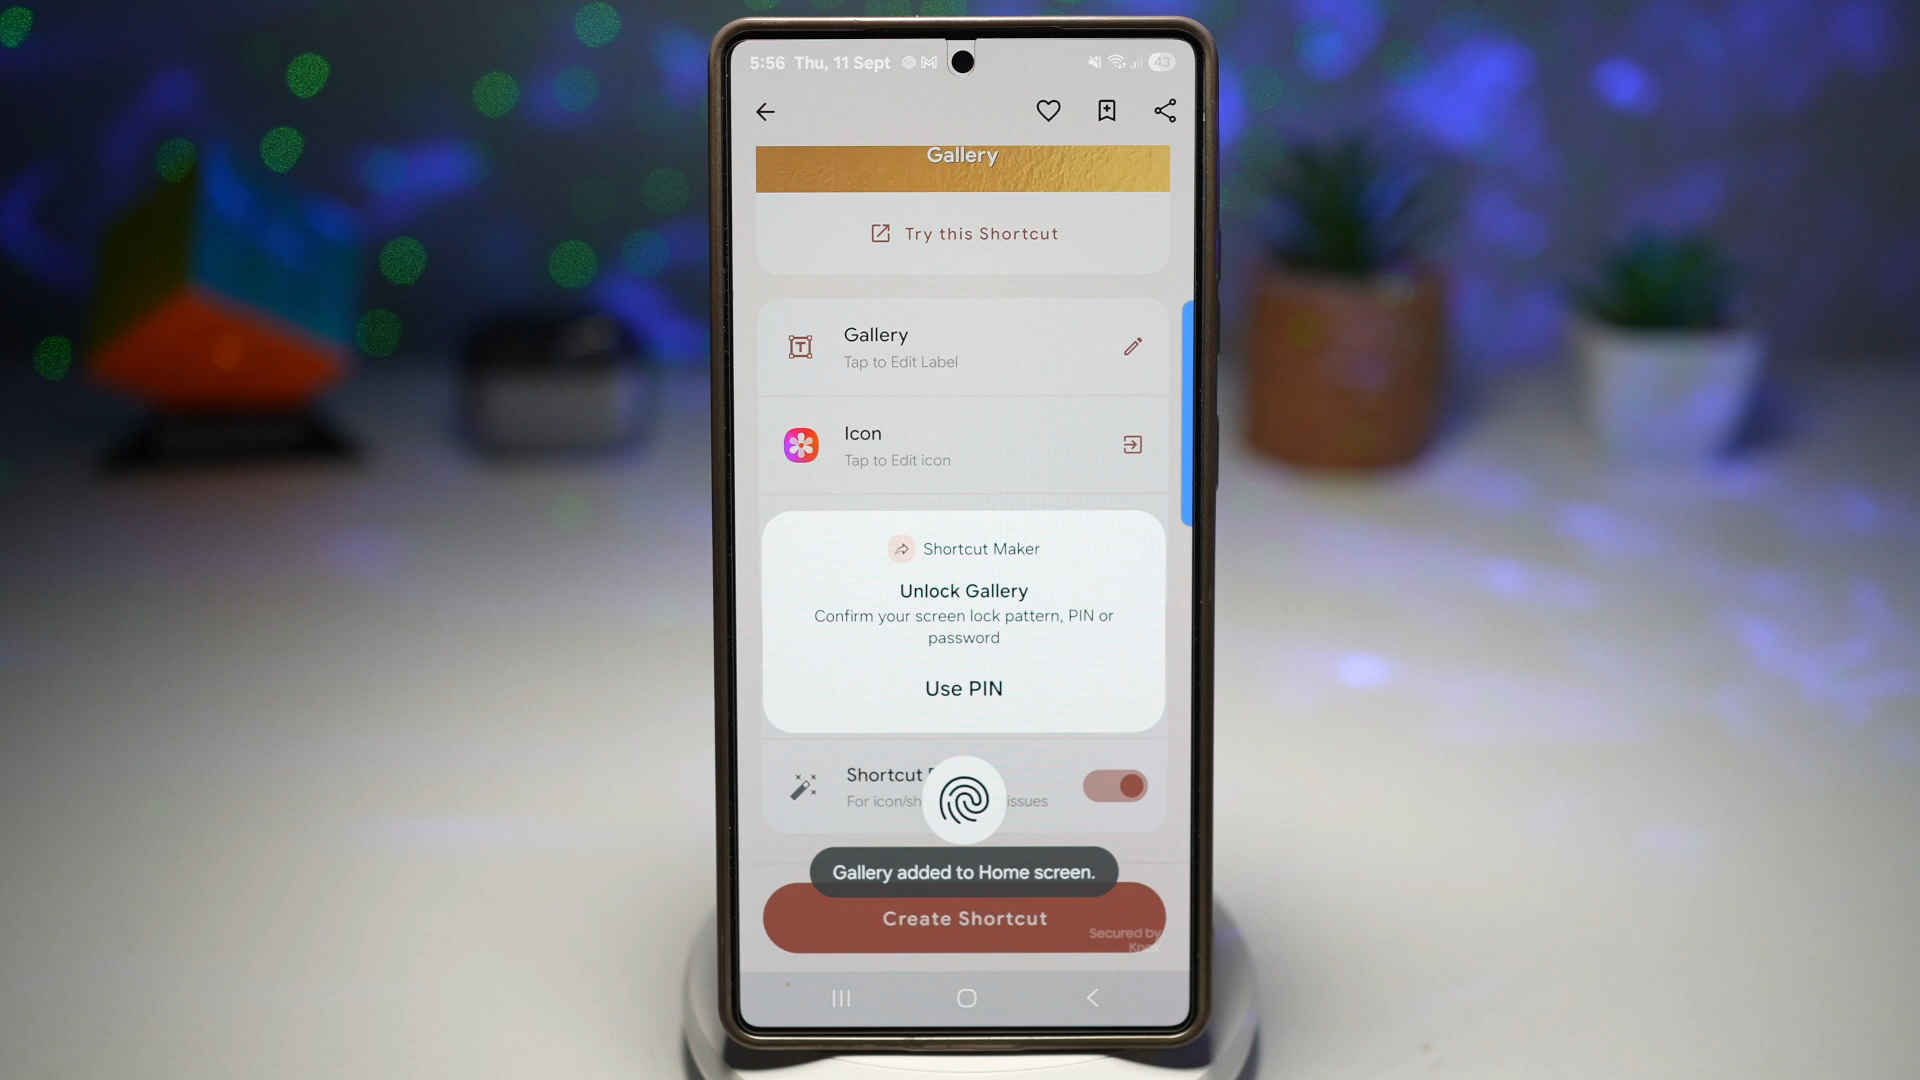 5:56 Thu, 11 Sept
43
Gallery
Try this Shortcut
Gallery
Tap to Edit Label
Icon
Tap to Edit icon
Shortcut Maker
Unlock Gallery
Confirm your screen lock pattern, PIN or
password
Use PIN
Shortcut
For icon/sh issues
Gallery added to Home screen.
Create Shortcut
Secured by
Knox